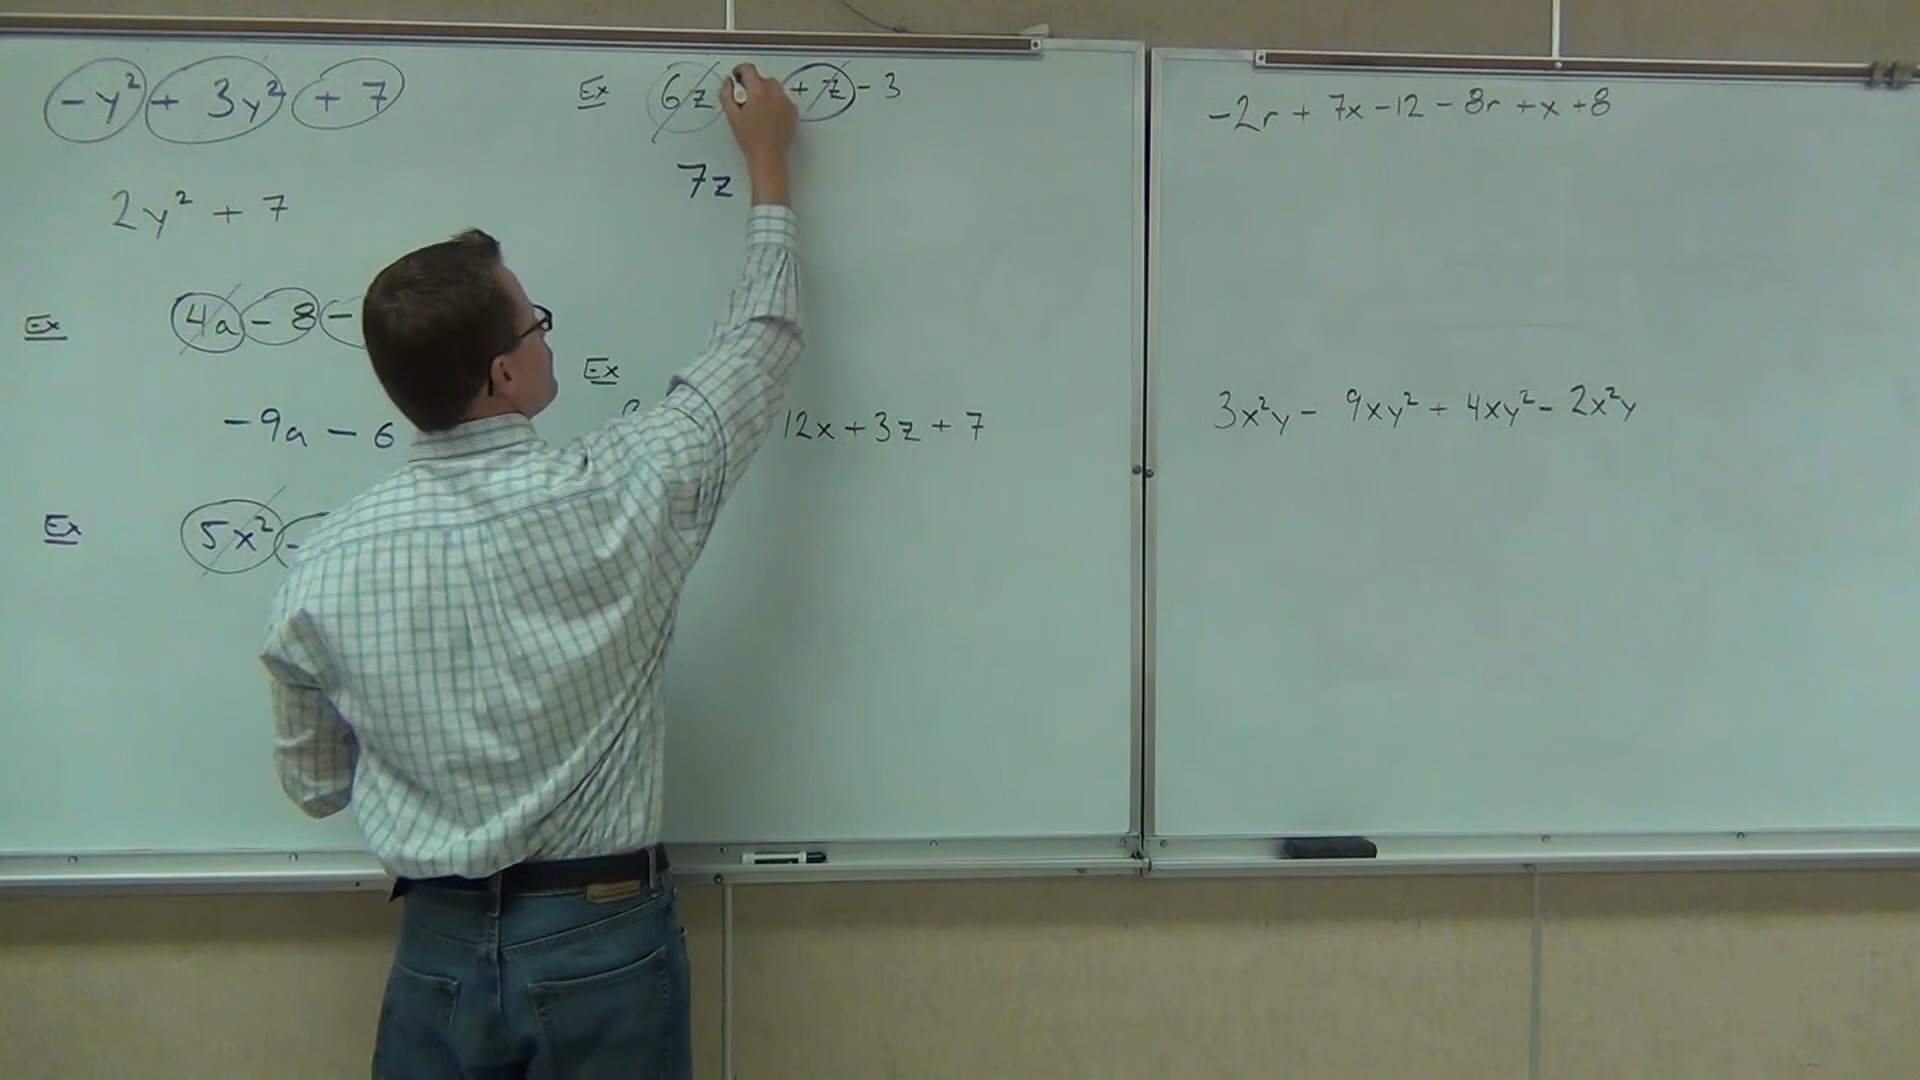 -y² + 3y² + 7
2y² + 7
Ex 4a - 8 -
-9a - 6
Ex 5x² -
Ex 6z + z - 3
7z
Ex
12x + 3z + 7
-2r + 7x - 12 - 8r + x + 8
3x²y - 9xy² + 4xy² - 2x²y